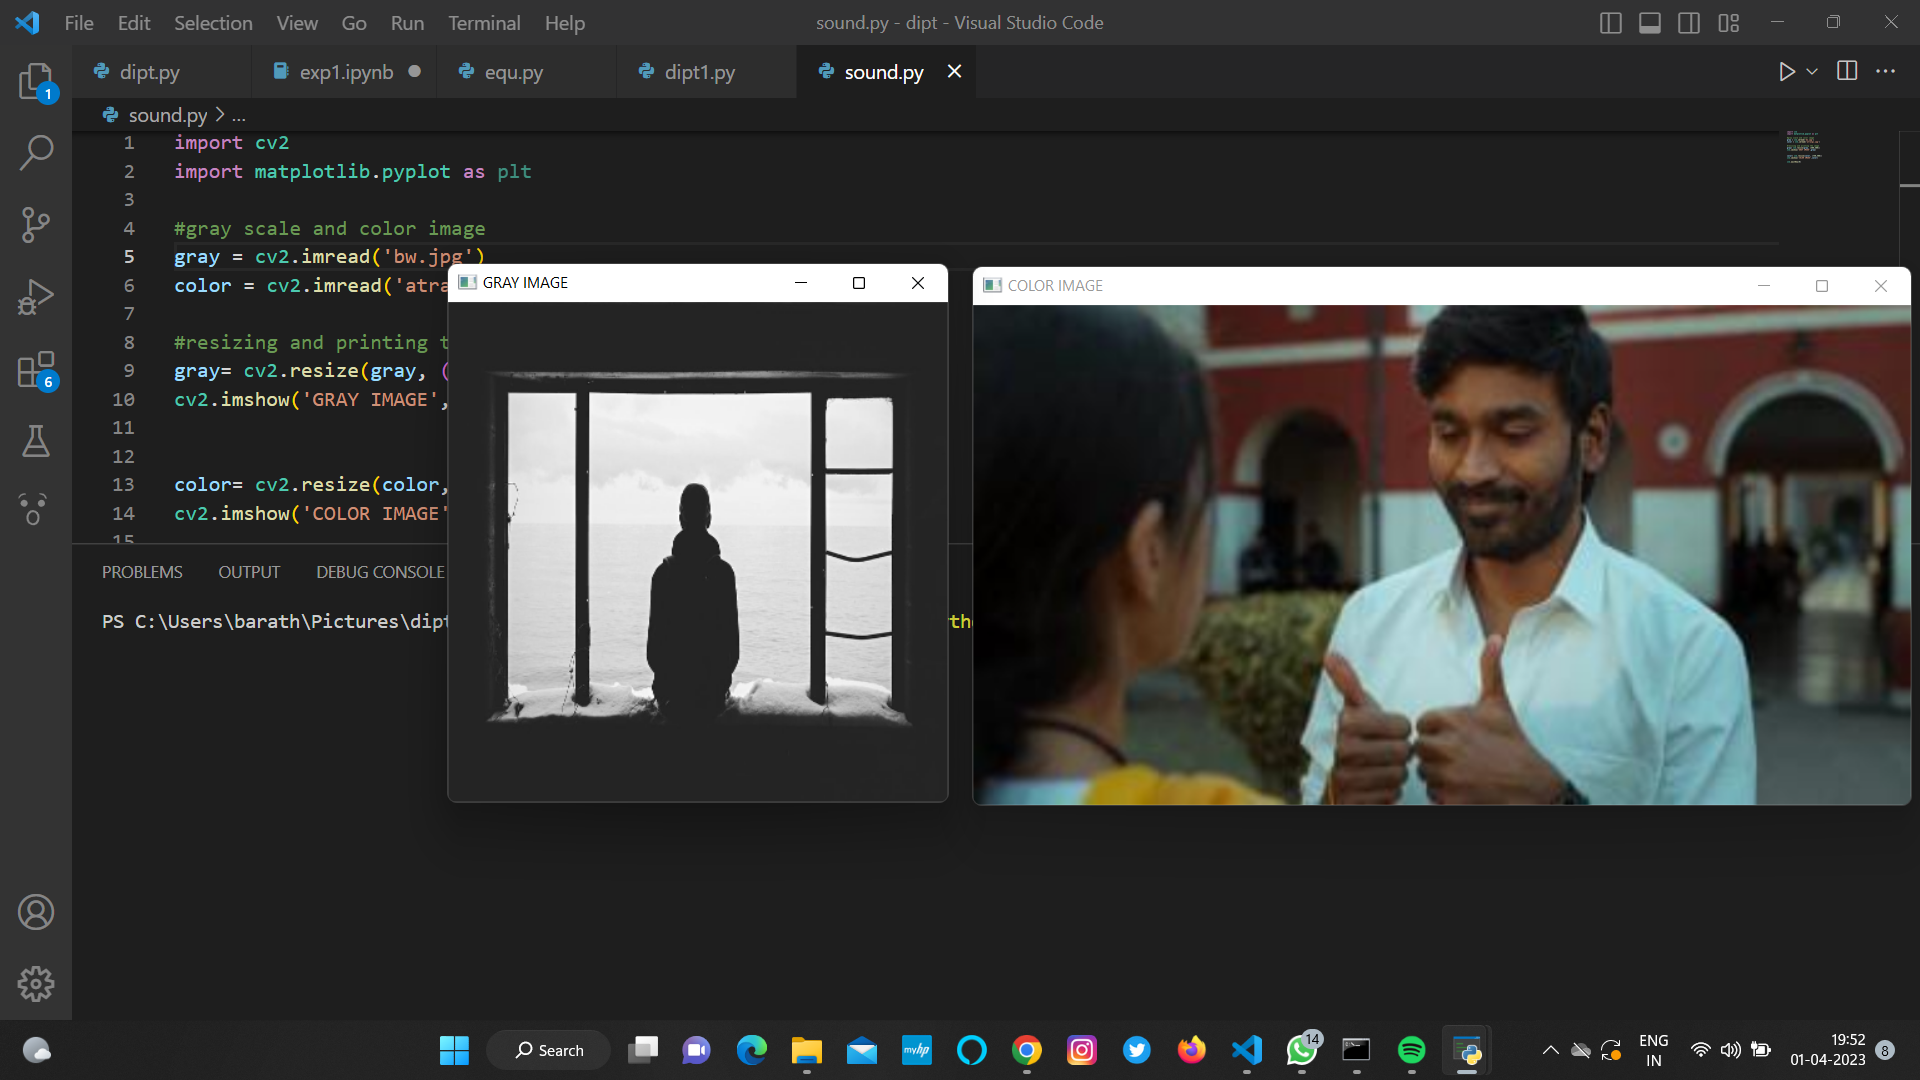 File Edit Selection View Go Run Terminal Help
sound.py - dipt - Visual Studio Code
dipt.py exp1.ipynb equ.py dipt1.py sound.py
sound.py > ...
1 import cv2
2 import matplotlib.pyplot as plt
3
4 #gray scale and color image
5 gray = cv2.imread('bw.jpg')
6 color = cv2.imread('atra
7
8 #resizing and printing t
9 gray= cv2.resize(gray, (
10 cv2.imshow('GRAY IMAGE',
11
12
13 color= cv2.resize(color,
14 cv2.imshow('COLOR IMAGE'
15
GRAY IMAGE
COLOR IMAGE
1
6
PROBLEMS OUTPUT DEBUG CONSOLE
PS C:\Users\barath\Pictures\dipt
Search
myhp
14
ENG
IN
19:52
01-04-2023
8